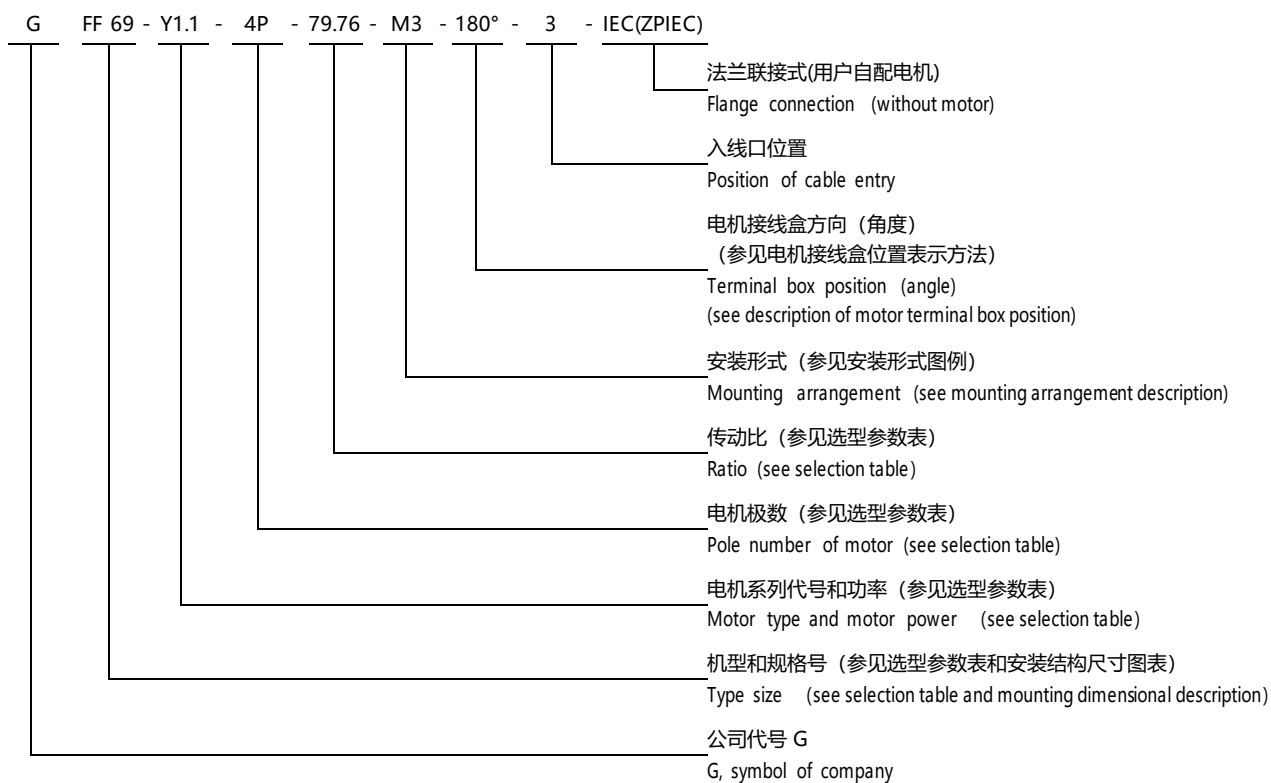 G FF 69 - Y1.1 - 4P - 79.76 - M3 - 180° - 3 - IEC(ZPIEC)
法兰联接式(用户自配电机)
Flange connection (without motor)
入线口位置
Position of cable entry
电机接线盒方向（角度）
（参见电机接线盒位置表示方法）
Terminal box position (angle)
(see description of motor terminal box position)
安装形式（参见安装形式图例）
Mounting arrangement (see mounting arrangement description)
传动比（参见选型参数表）
Ratio (see selection table)
电机极数（参见选型参数表）
Pole number of motor (see selection table)
电机系列代号和功率（参见选型参数表）
Motor type and motor power (see selection table)
机型和规格号（参见选型参数表和安装结构尺寸图表）
Type size (see selection table and mounting dimensional description)
公司代号 G
G, symbol of company